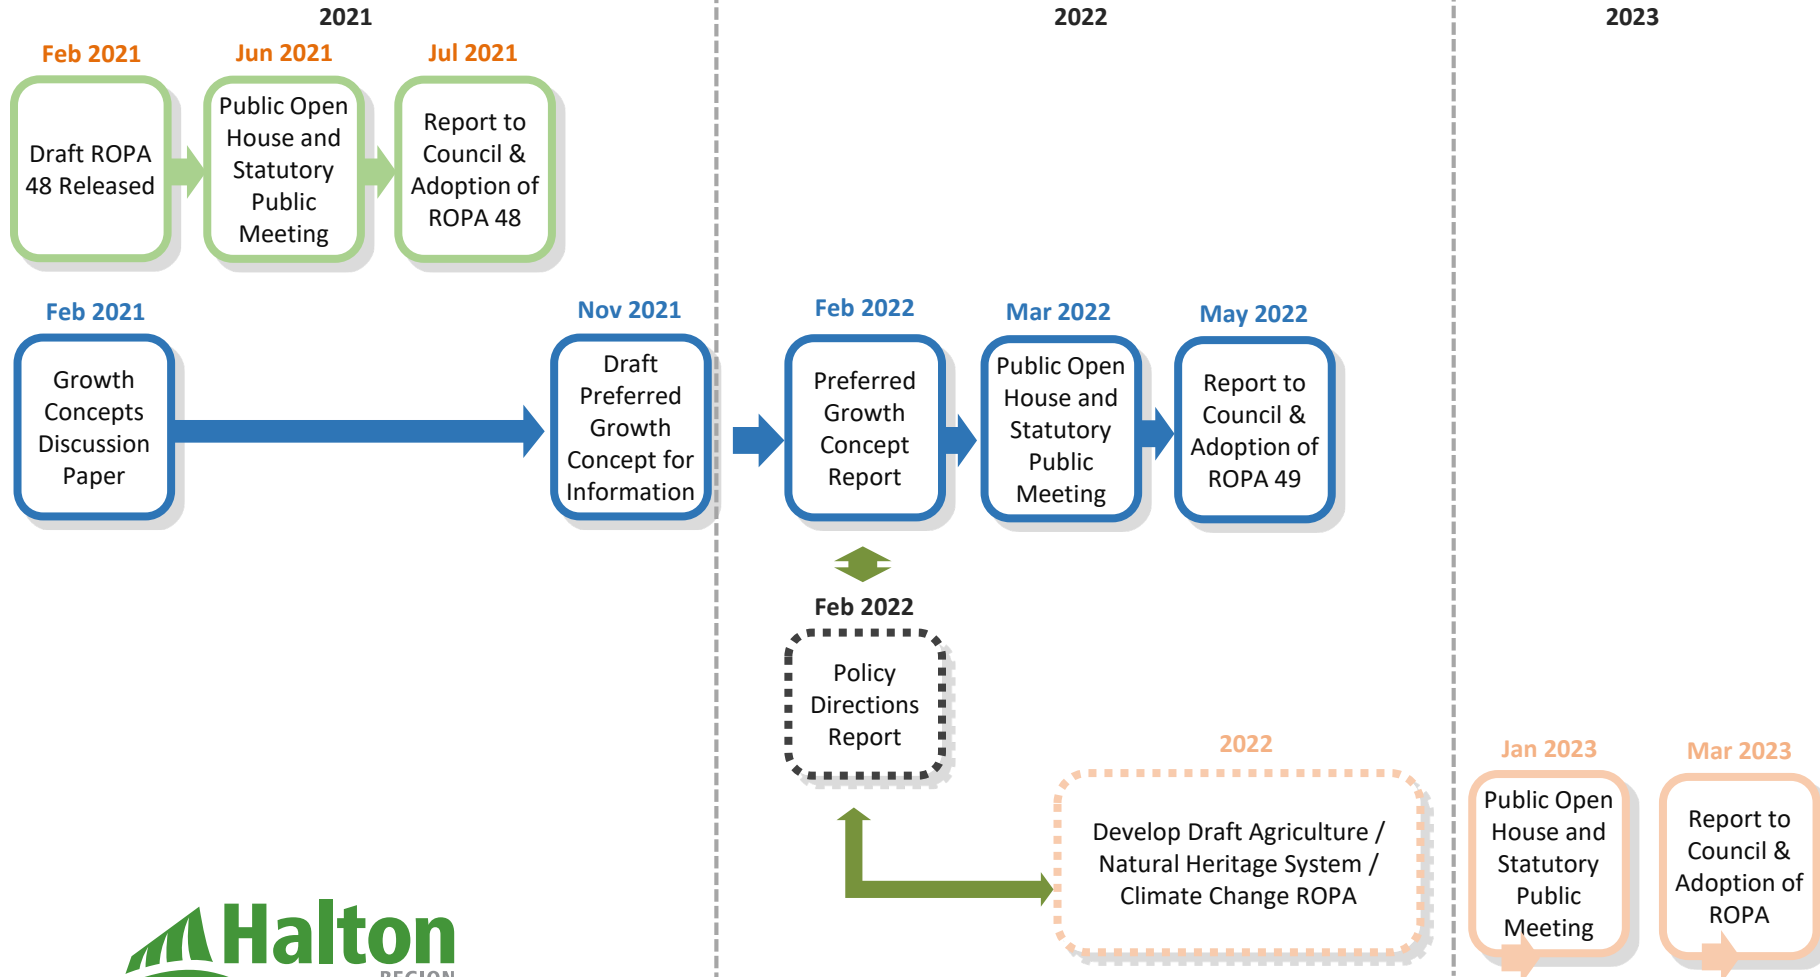 2021
2022
2023
Feb 2021
Jun 2021
Jul 2021
Draft ROPA
48 Released
Public Open
House and
Statutory
Public
Meeting
Report to
Council &
Adoption of
ROPA 48
Feb 2021
Nov 2021
Feb 2022
Mar 2022
May 2022
Growth
Concepts
Discussion
Paper
Draft
Preferred
Growth
Concept for
Information
Preferred
Growth
Concept
Report
Public Open
House and
Statutory
Public
Meeting
Report to
Council &
Adoption of
ROPA 49
Feb 2022
Policy
Directions
Report
2022
Develop Draft Agriculture /
Natural Heritage System /
Climate Change ROPA
Jan 2023
Mar 2023
Public Open
House and
Statutory
Public
Meeting
Report to
Council &
Adoption of
ROPA
Halton
REGION